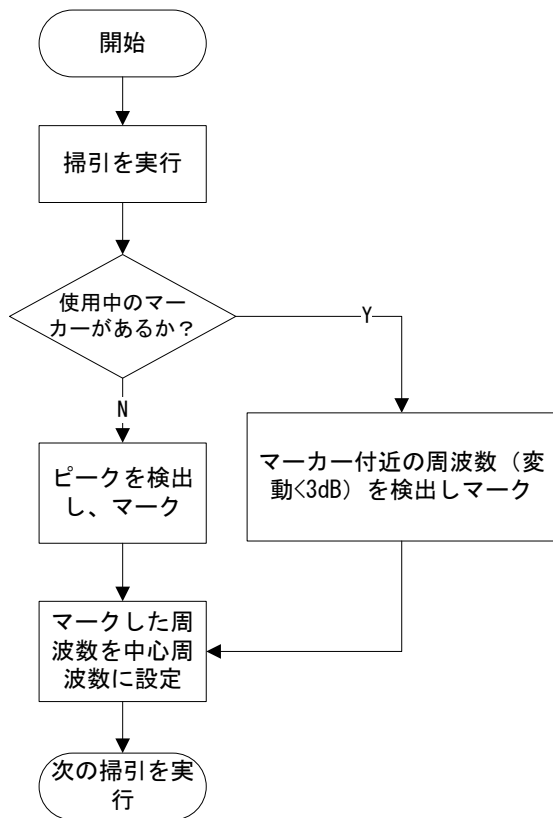 開始
掃引を実行
使用中のマー
カーがあるか？
Y
N
ピークを検出
し、マーク
マーカー付近の周波数（変
動<3dB）を検出しマーク
マークした周
波数を中心周
波数に設定
次の掃引を実
行